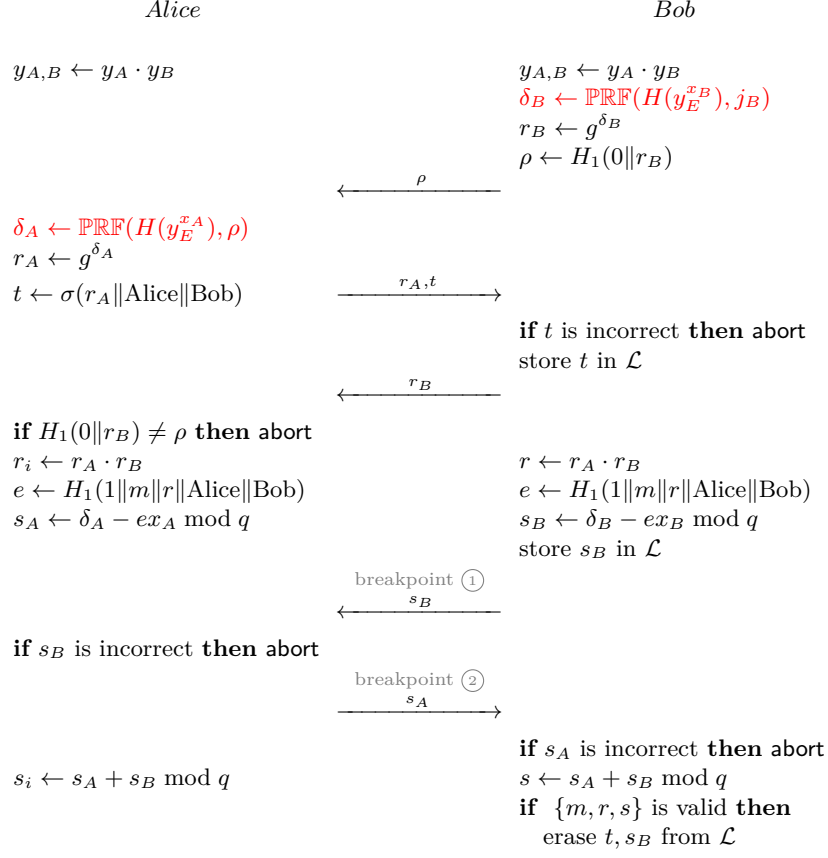 Alice Bob
y_{A,B} ← y_A · y_B y_{A,B} ← y_A · y_B
δ_B ← ℙℝ𝔽(H(y_E^{x_B}), j_B)
r_B ← g^{δ_B}
ρ ← H_1(0‖r_B)
ρ
δ_A ← ℙℝ𝔽(H(y_E^{x_A}), ρ)
r_A ← g^{δ_A}
t ← σ(r_A‖Alice‖Bob) r_A, t
if t is incorrect then abort
store t in ℒ
r_B
if H_1(0‖r_B) ≠ ρ then abort
r_i ← r_A · r_B r ← r_A · r_B
e ← H_1(1‖m‖r‖Alice‖Bob) e ← H_1(1‖m‖r‖Alice‖Bob)
s_A ← δ_A − ex_A mod q s_B ← δ_B − ex_B mod q
store s_B in ℒ
breakpoint ①
s_B
if s_B is incorrect then abort
breakpoint ②
s_A
if s_A is incorrect then abort
s_i ← s_A + s_B mod q s ← s_A + s_B mod q
if {m, r, s} is valid then
erase t, s_B from ℒ